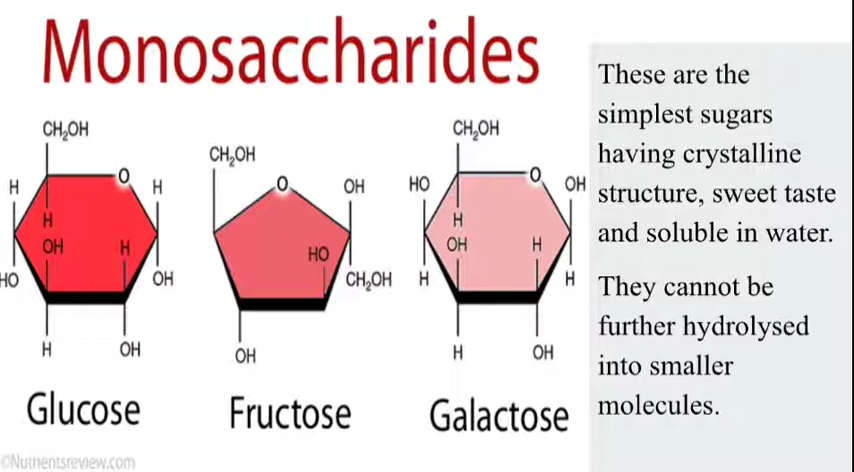 Monosaccharides
These are the
simplest sugars
having crystalline
structure, sweet taste
and soluble in water.
They cannot be
further hydrolysed
into smaller
molecules.
CH₂OH
O
H
H
H
OH
H
HO
OH
H
OH
Glucose
CH₂OH
O
OH
HO
CH₂OH
OH
Fructose
CH₂OH
HO
O
OH
H
OH
H
H
H
H
OH
Galactose
©Nutrientsreview.com